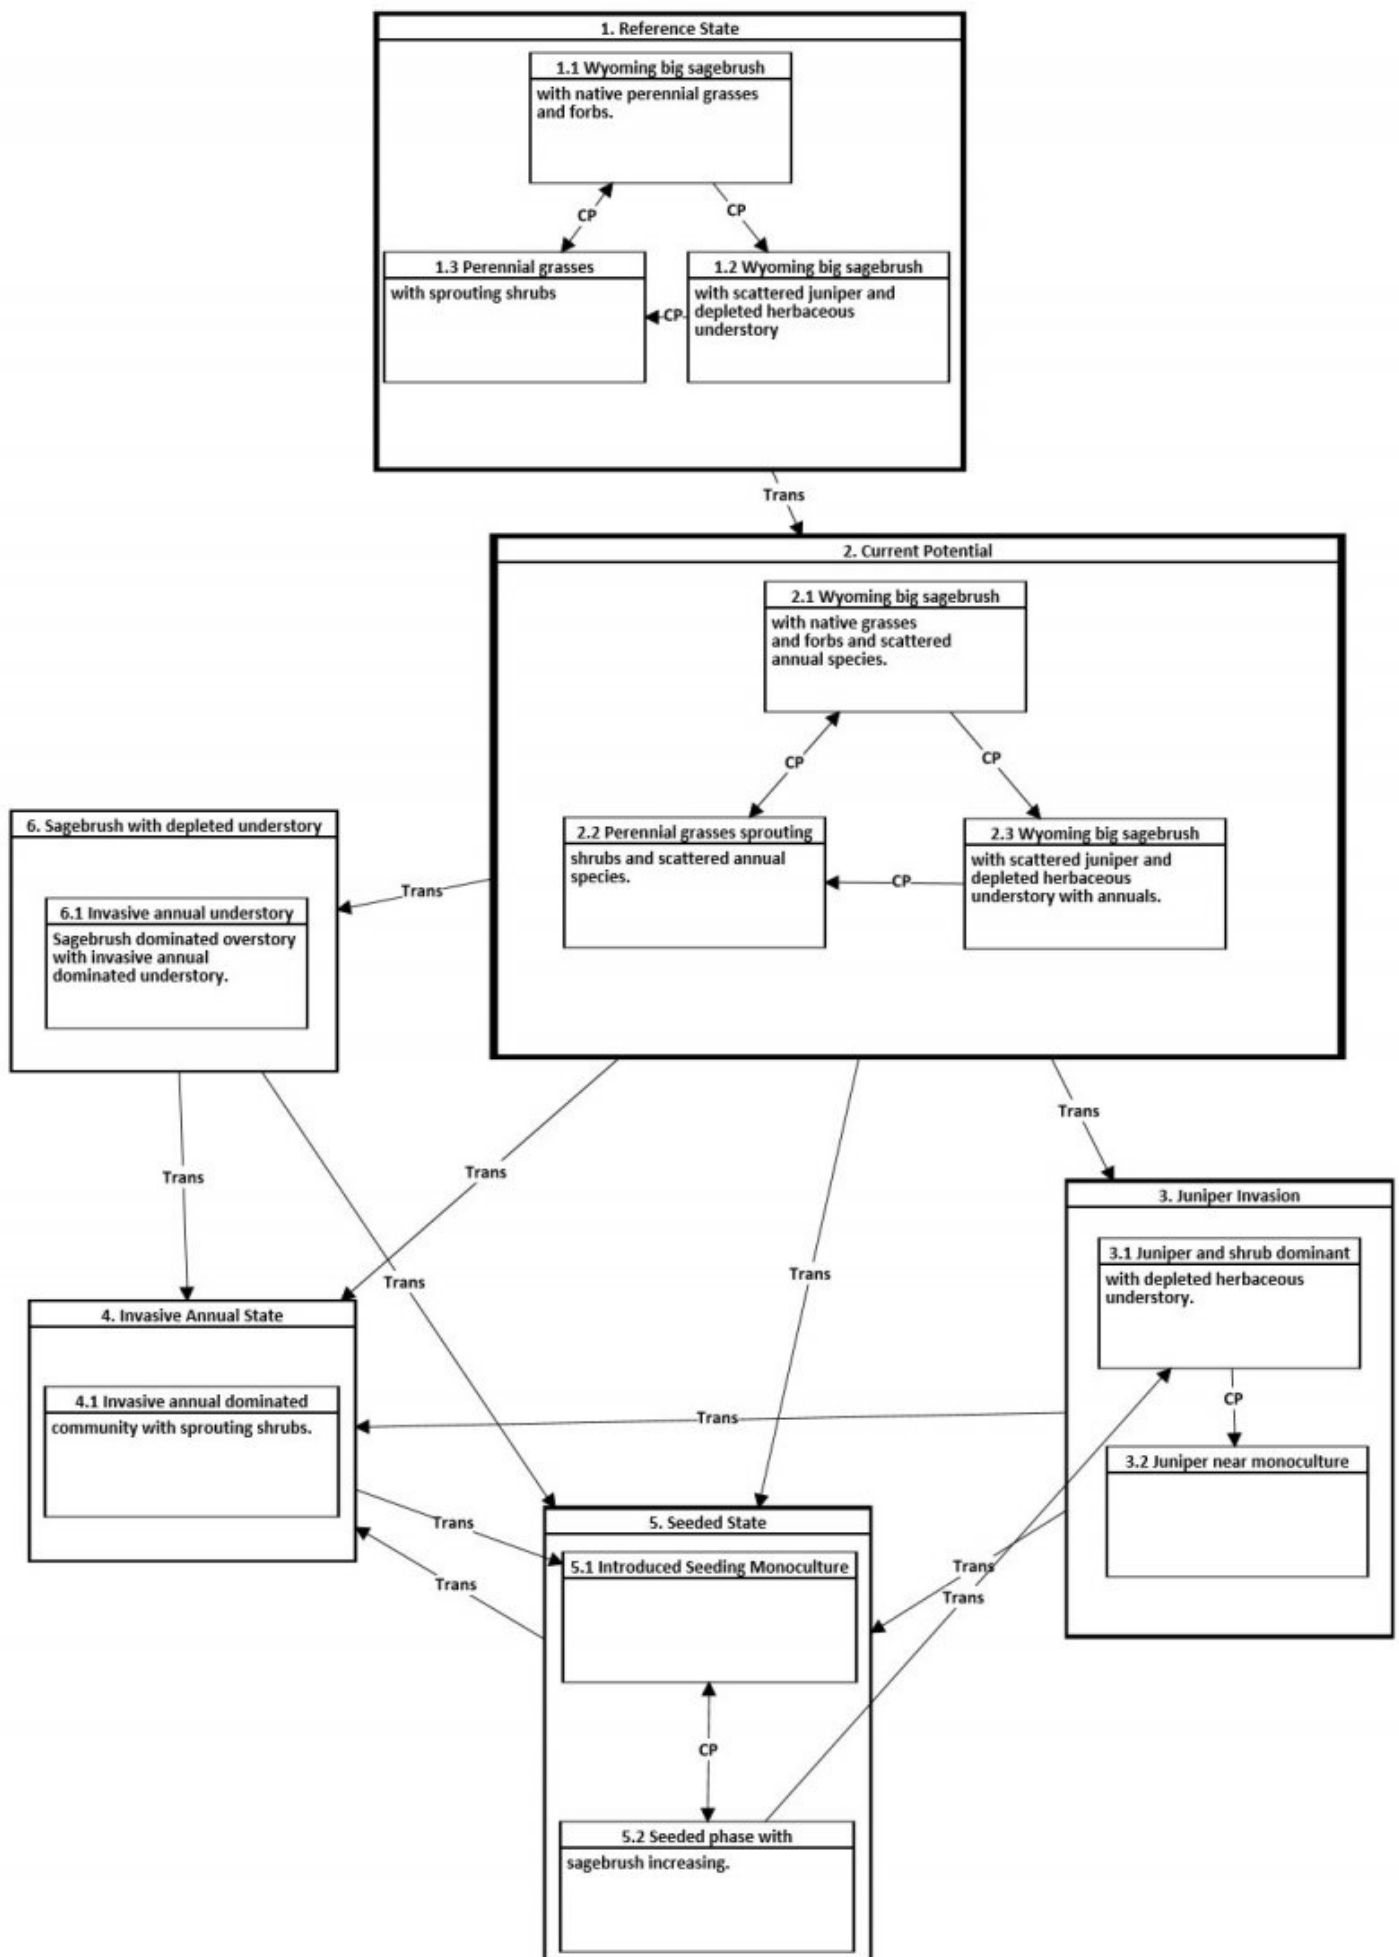 1. Reference State
1.1 Wyoming big sagebrush
with native perennial grasses
and forbs.
CP
CP
1.3 Perennial grasses
with sprouting shrubs
CP
1.2 Wyoming big sagebrush
with scattered juniper and
depleted herbaceous
understory
Trans
2. Current Potential
2.1 Wyoming big sagebrush
with native grasses
and forbs and scattered
annual species.
CP
CP
2.2 Perennial grasses sprouting
shrubs and scattered annual
species.
CP
2.3 Wyoming big sagebrush
with scattered juniper and
depleted herbaceous
understory with annuals.
6. Sagebrush with depleted understory
Trans
6.1 Invasive annual understory
Sagebrush dominated overstory
with invasive annual
dominated understory.
Trans
Trans
Trans
Trans
Trans
3. Juniper Invasion
3.1 Juniper and shrub dominant
with depleted herbaceous
understory.
CP
3.2 Juniper near monoculture
4. Invasive Annual State
4.1 Invasive annual dominated
community with sprouting shrubs.
Trans
Trans
Trans
5. Seeded State
5.1 Introduced Seeding Monoculture
Trans
Trans
CP
5.2 Seeded phase with
sagebrush increasing.